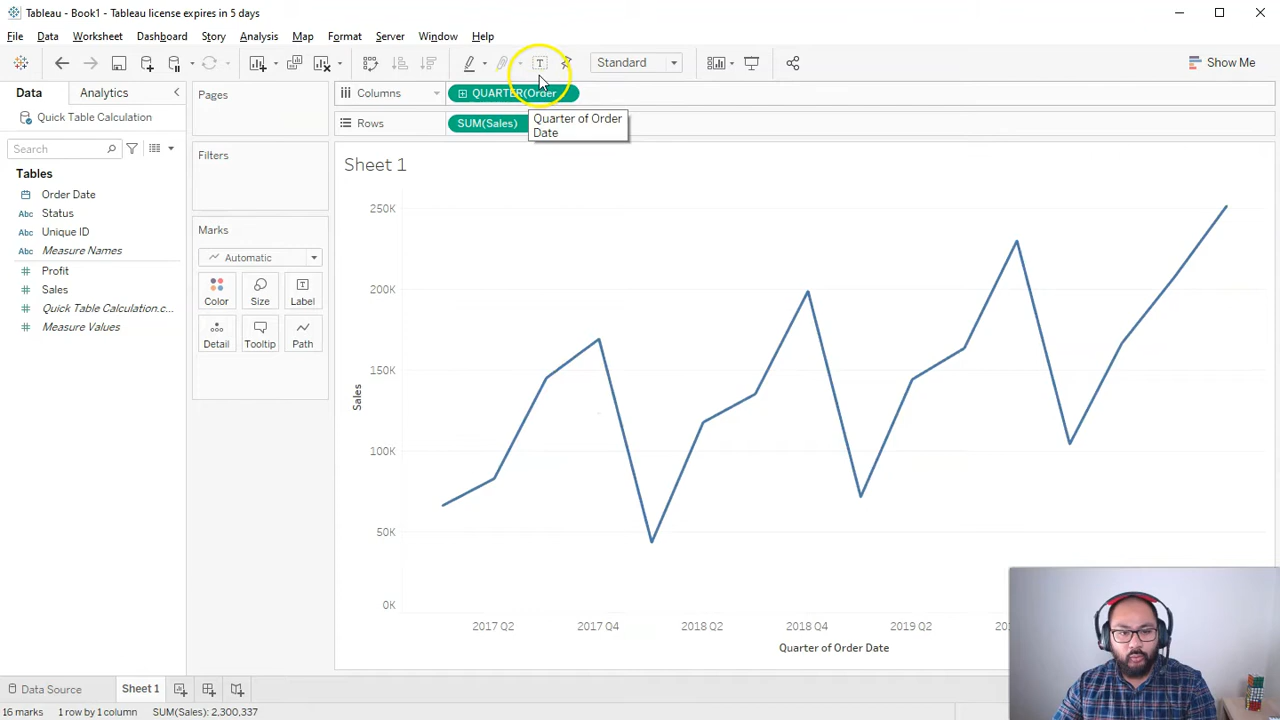 Tableau - Book1 - Tableau license expires in 5 days
File Data Worksheet Dashboard Story Analysis Map Format Server Window Help
Standard
Show Me
Data Analytics
Pages
Columns
QUARTER(Order
Quick Table Calculation
Rows
SUM(Sales)
Quarter of Order
Date
Search
Filters
Sheet 1
Tables
Order Date
Abc Status
Abc Unique ID
Abc Measure Names
Profit
Sales
Quick Table Calculation.c...
Measure Values
Marks
Automatic
Color Size Label
Detail Tooltip Path
250K
200K
150K
100K
50K
0K
Sales
2017 Q2 2017 Q4 2018 Q2 2018 Q4 2019 Q2
Quarter of Order Date
Data Source Sheet 1
16 marks 1 row by 1 column SUM(Sales): 2,300,337